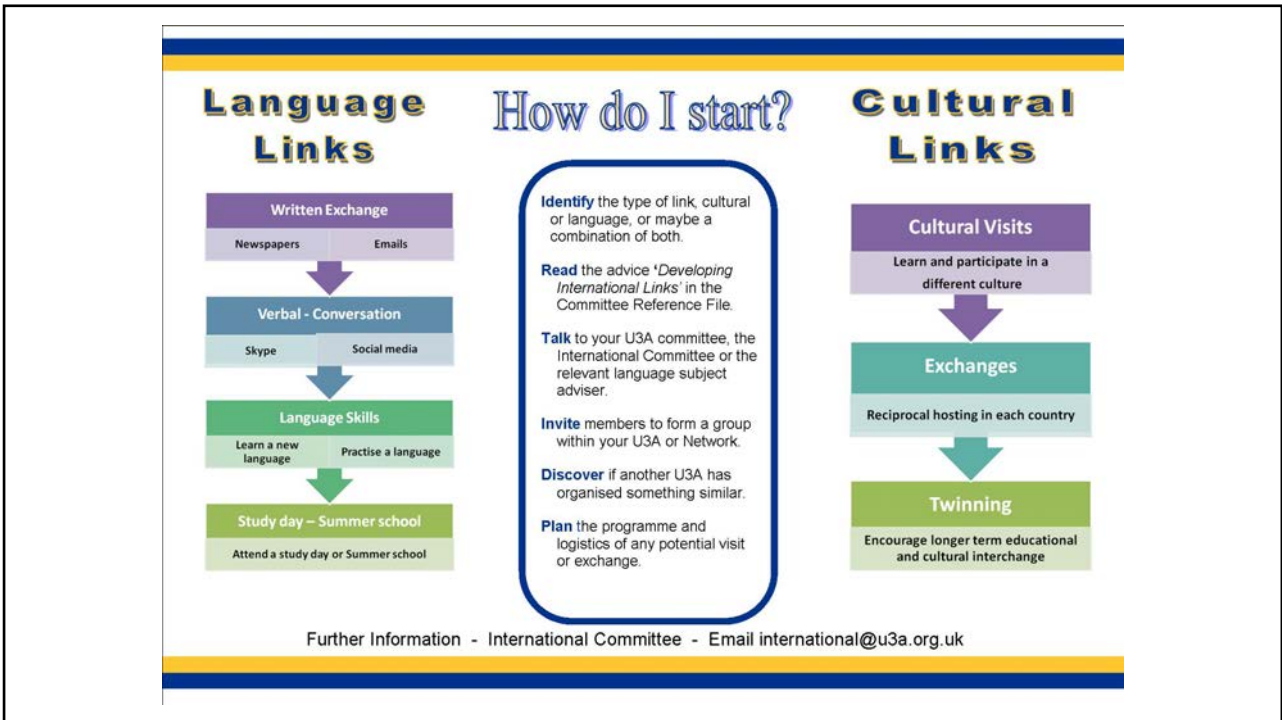 Language
Links
Written Exchange
Newspapers Emails
Verbal - Conversation
Skype Social media
Language Skills
Learn a new
language
Practise a language
Study day – Summer school
Attend a study day or Summer school
How do I start?
Identify the type of link, cultural
or language, or maybe a
combination of both.
Read the advice 'Developing
International Links' in the
Committee Reference File.
Talk to your U3A committee, the
International Committee or the
relevant language subject
adviser.
Invite members to form a group
within your U3A or Network.
Discover if another U3A has
organised something similar.
Plan the programme and
logistics of any potential visit
or exchange.
Cultural
Links
Cultural Visits
Learn and participate in a
different culture
Exchanges
Reciprocal hosting in each country
Twinning
Encourage longer term educational
and cultural interchange
Further Information - International Committee - Email international@u3a.org.uk